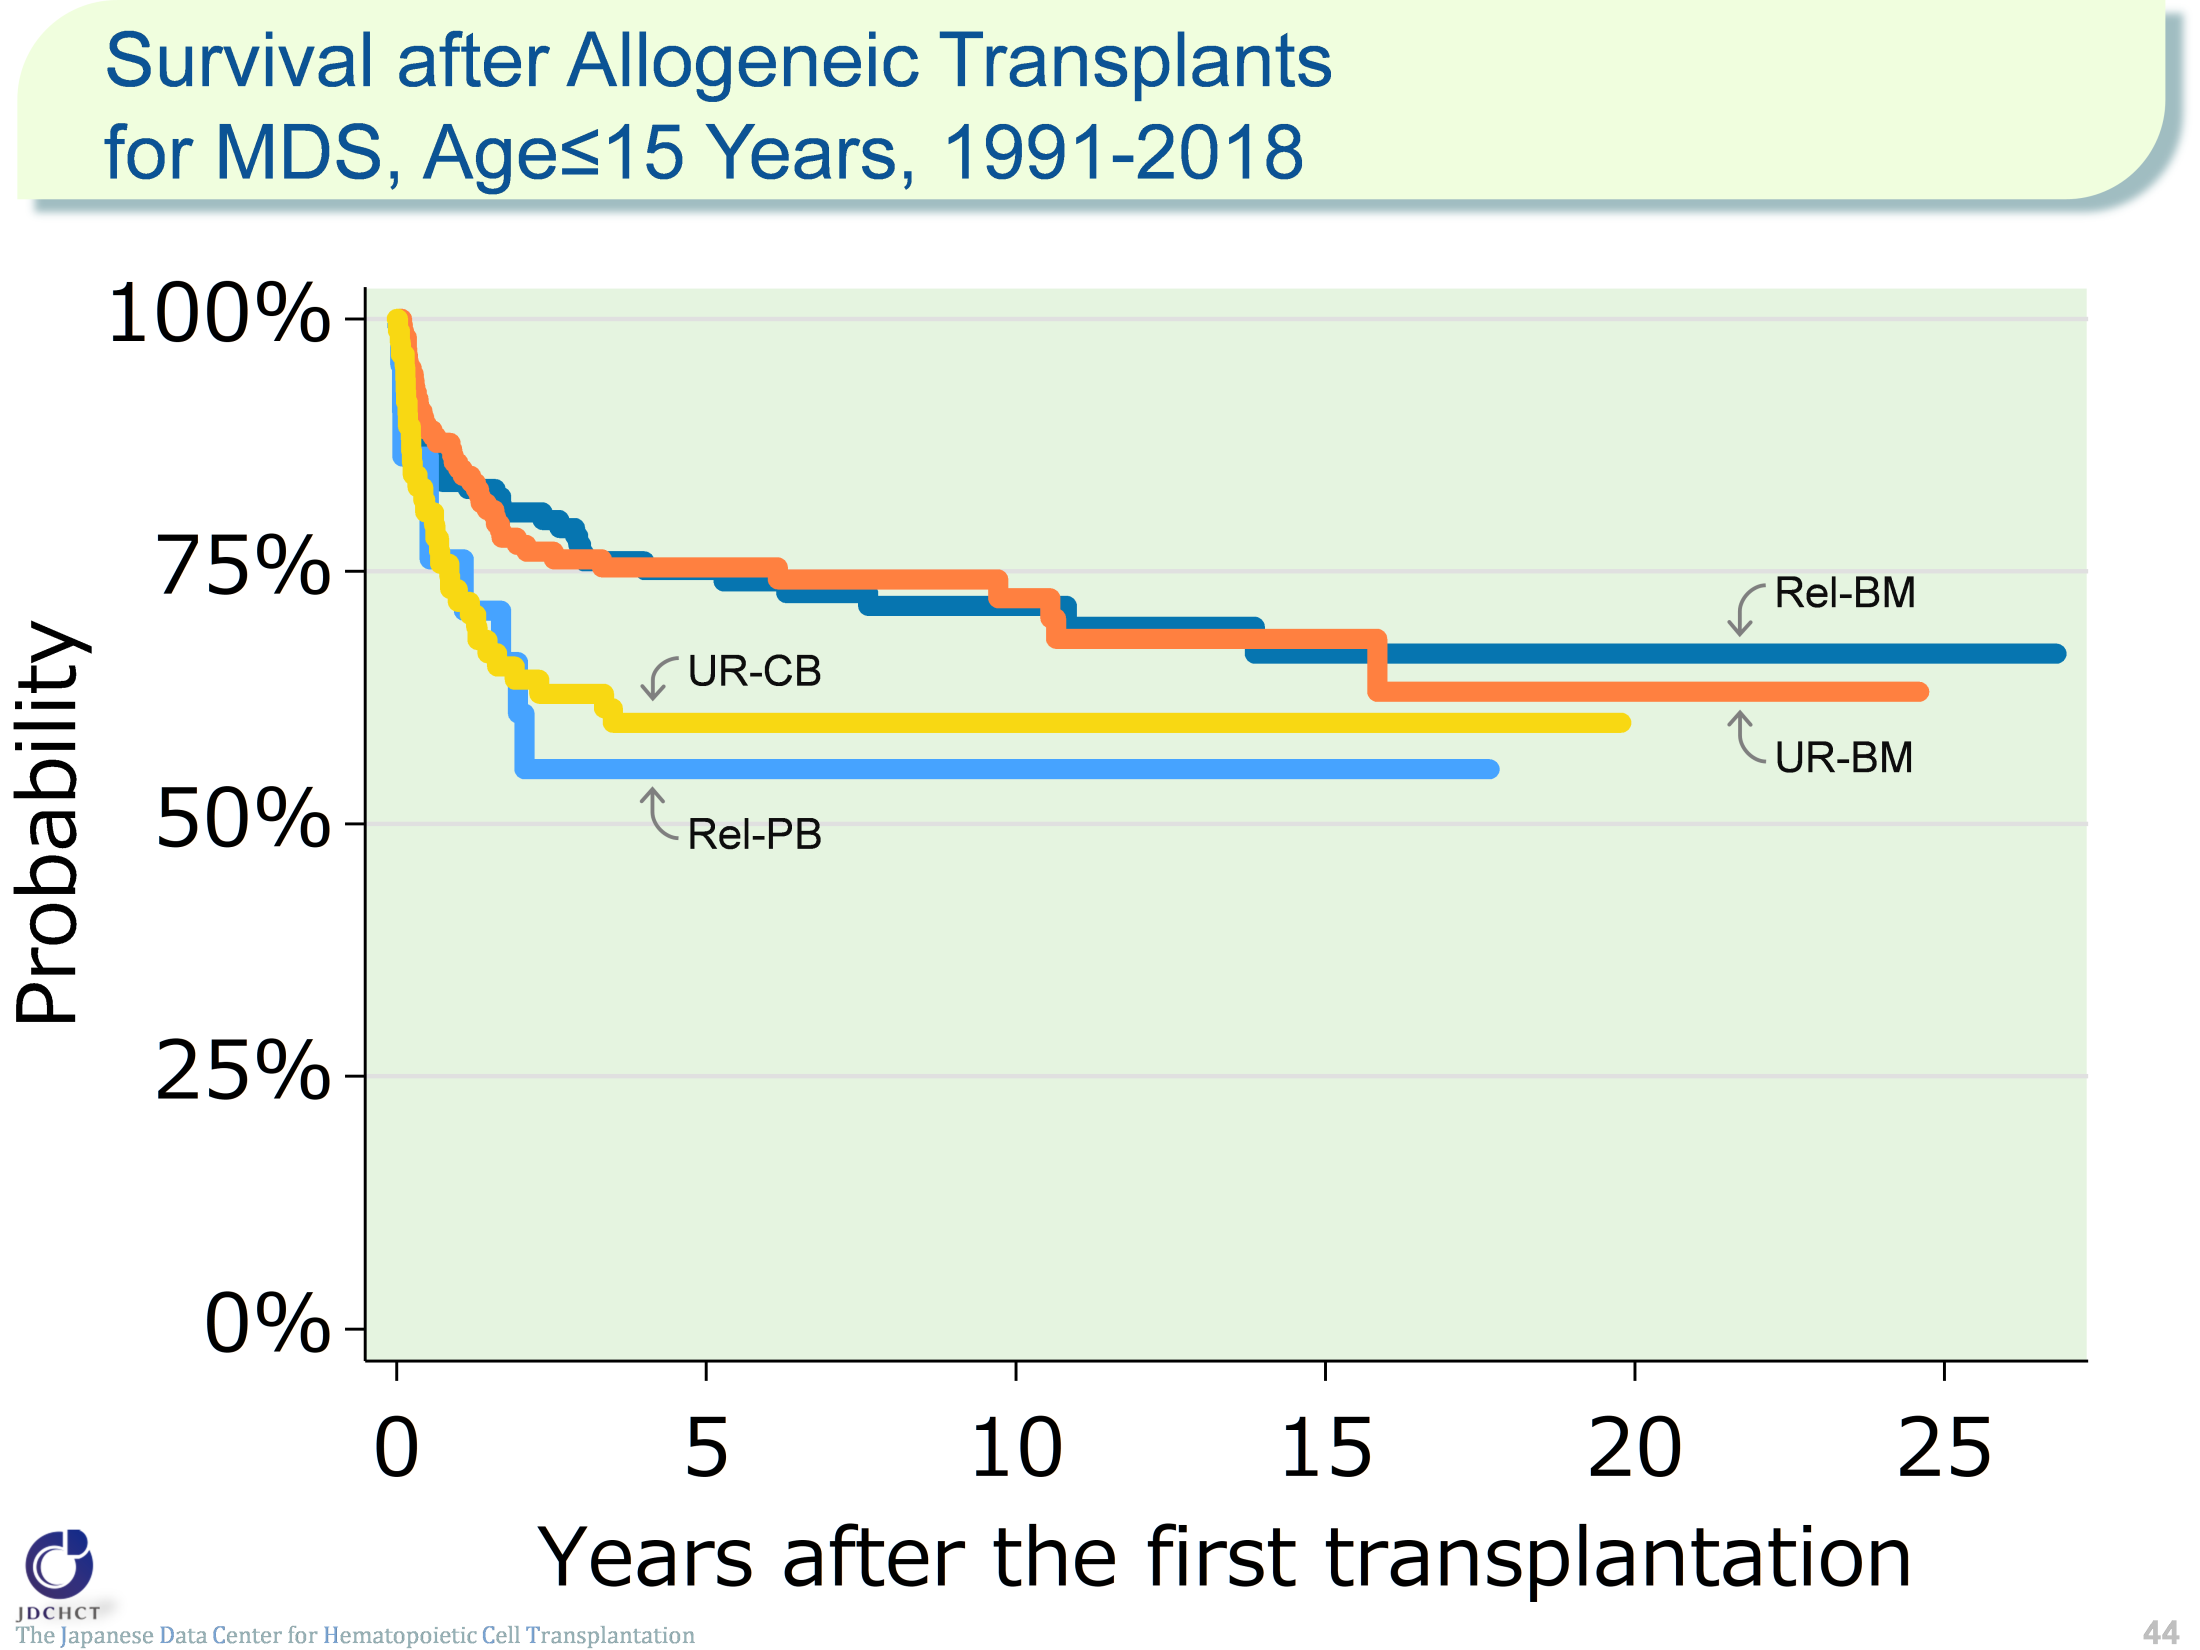 Survival after Allogeneic Transplants
for MDS, Age≤15 Years, 1991-2018
100%
75%
50%
25%
0%
Probability
Rel-BM
UR-CB
UR-BM
Rel-PB
0 5 10 15 20 25
Years after the first transplantation
JDCHCT
The Japanese Data Center for Hematopoietic Cell Transplantation
44